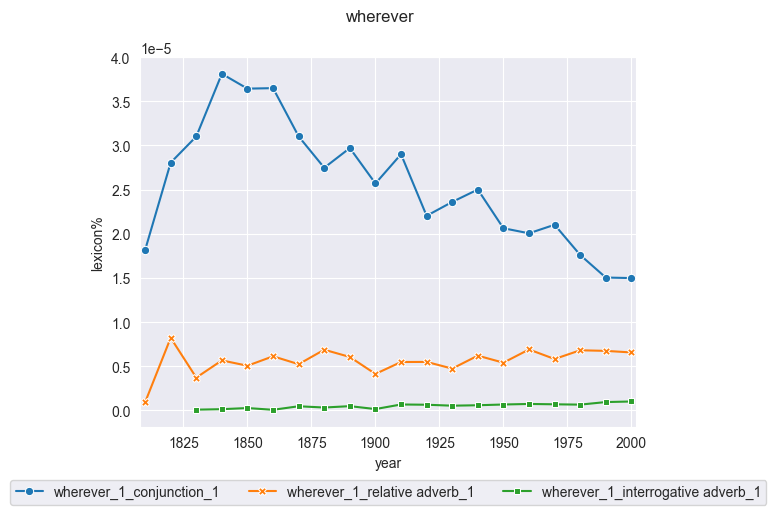 wherever
1e−5
4.0
3.5
3.0
2.5
2.0
1.5
1.0
0.5
0.0
lexicon%
1825 1850 1875 1900 1925 1950 1975 2000
year
wherever_1_conjunction_1 wherever_1_relative adverb_1 wherever_1_interrogative adverb_1